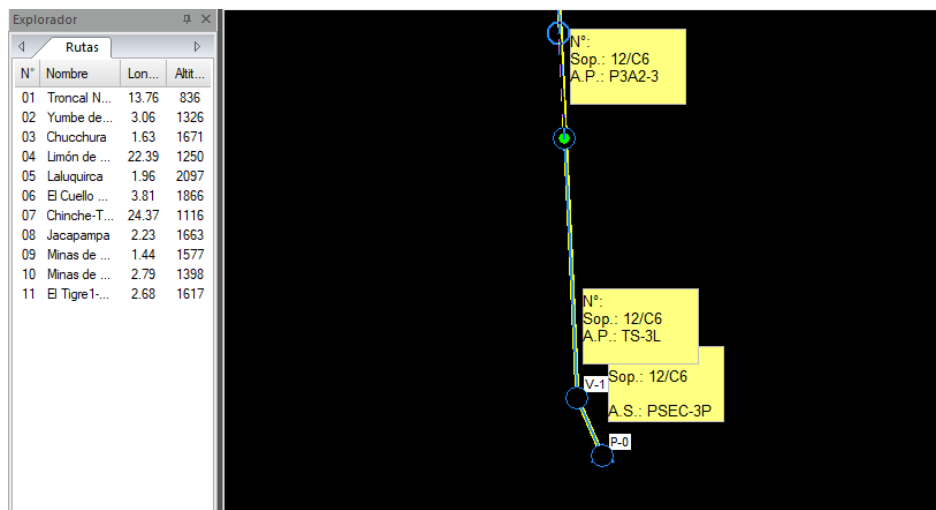 Explorador
Rutas
N° Nombre Lon... Altit...
01 Troncal N... 13.76 836
02 Yumbe de... 3.06 1326
03 Chucchura 1.63 1671
04 Limón de ... 22.39 1250
05 Laluquirca 1.96 2097
06 El Cuello ... 3.81 1866
07 Chinche-T... 24.37 1116
08 Jacapampa 2.23 1663
09 Minas de ... 1.44 1577
10 Minas de ... 2.79 1398
11 El Tigre1-... 2.68 1617
N°:
Sop.: 12/C6
A.P.: P3A2-3
N°:
Sop.: 12/C6
A.P.: TS-3L
V-1
Sop.: 12/C6
A.S.: PSEC-3P
P-0